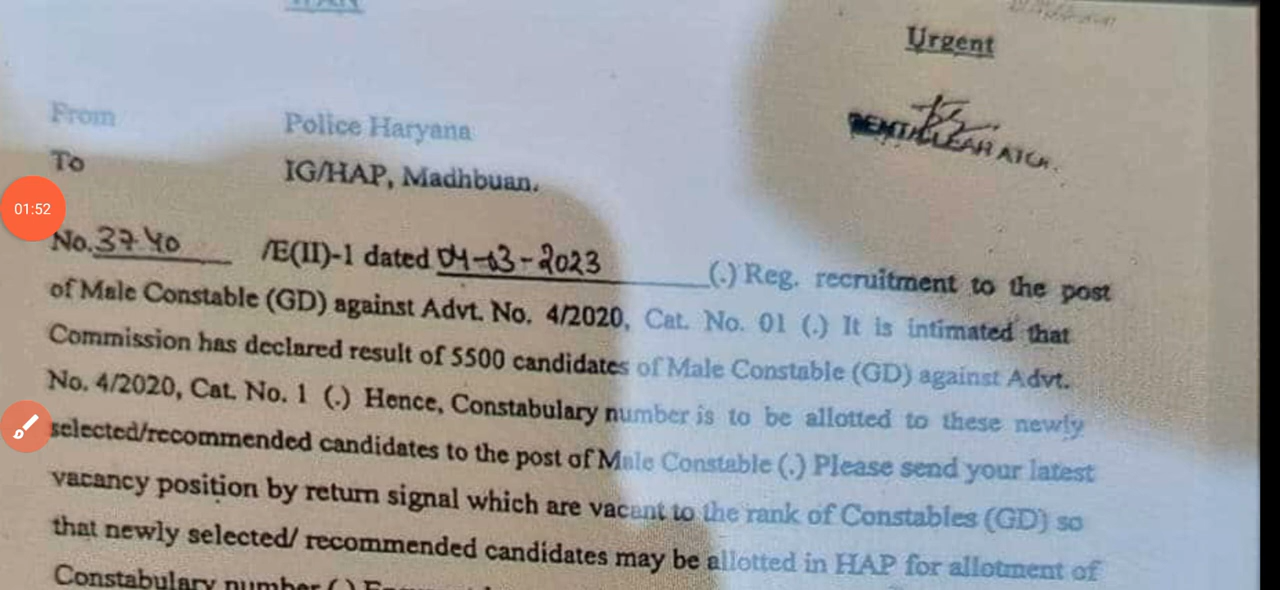 Urgent
From Police Haryana
To IG/HAP, Madhbuan.
01:52
No. 3740 /E(II)-1 dated 04-03-2023 (.) Reg. recruitment to the post
of Male Constable (GD) against Advt. No. 4/2020, Cat. No. 01 (.) It is intimated that
Commission has declared result of 5500 candidates of Male Constable (GD) against Advt.
No. 4/2020, Cat. No. 1 (.) Hence, Constabulary number is to be allotted to these newly
selected/recommended candidates to the post of Male Constable (.) Please send your latest
vacancy position by return signal which are vacant to the rank of Constables (GD) so
that newly selected/ recommended candidates may be allotted in HAP for allotment of
Constabulary number (.)